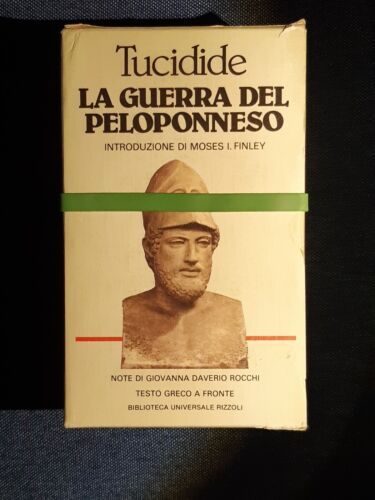 Tucidide
LA GUERRA DEL
PELOPONNESO
INTRODUZIONE DI MOSES I. FINLEY
NOTE DI GIOVANNA DAVERIO ROCCHI
TESTO GRECO A FRONTE
BIBLIOTECA UNIVERSALE RIZZOLI